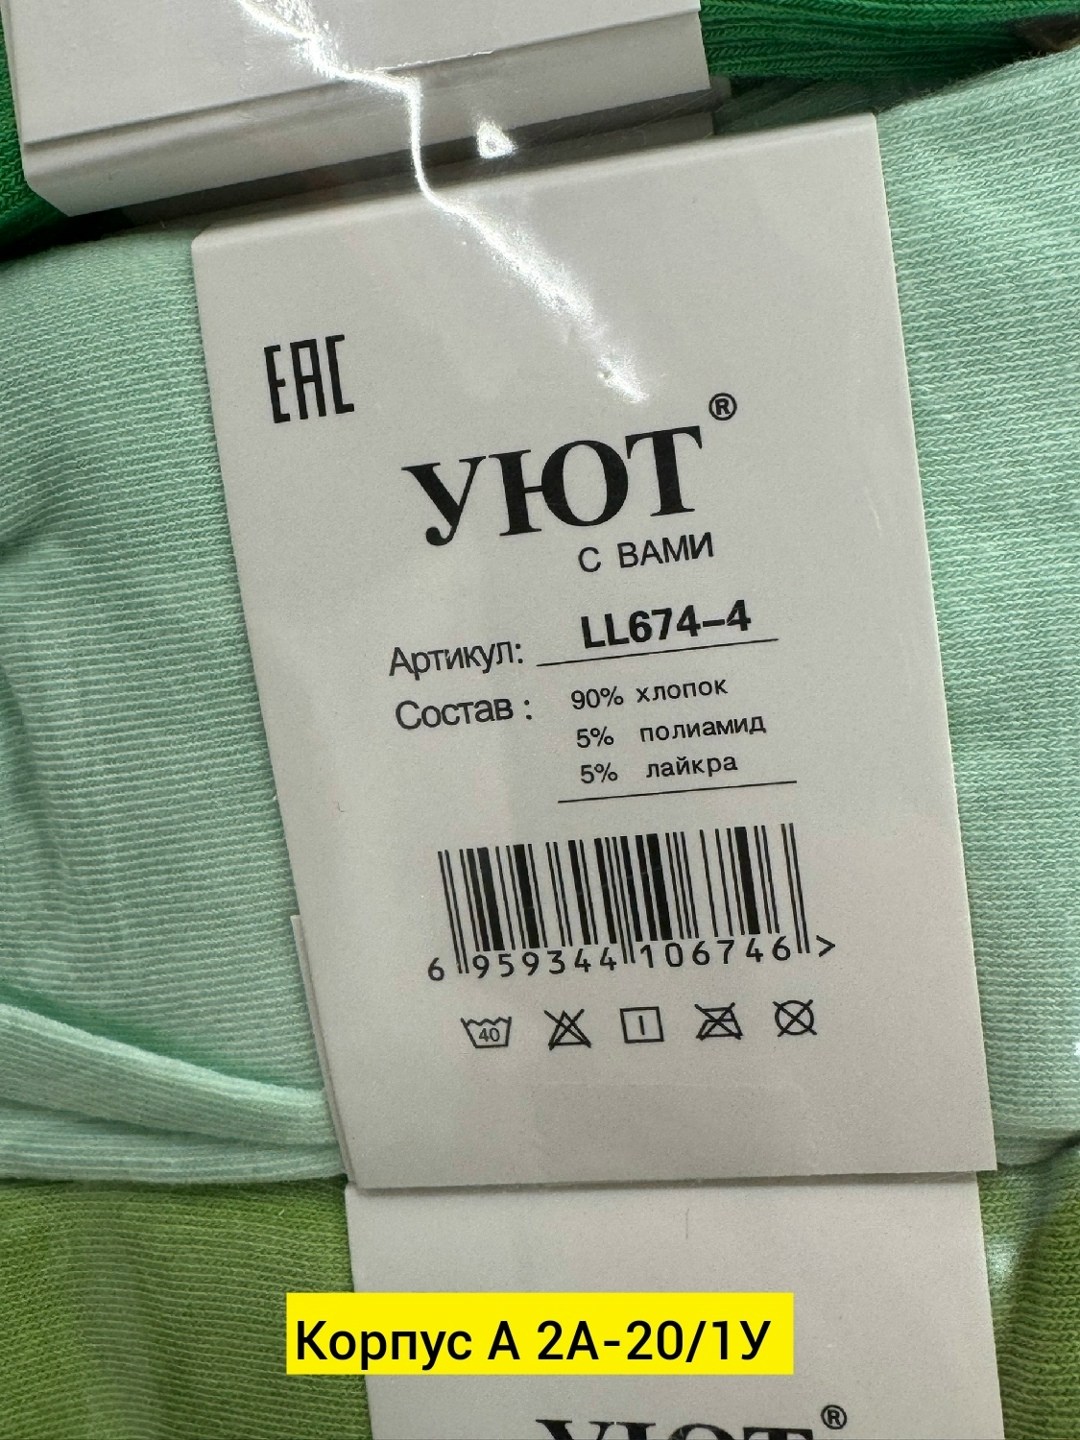 EAC
УЮТ®
С ВАМИ
Артикул: LL674-4
Состав : 90% хлопок
5% полиамид
5% лайкра
6 959344 106746 >
40
Корпус А 2А-20/1У
УЮТ®